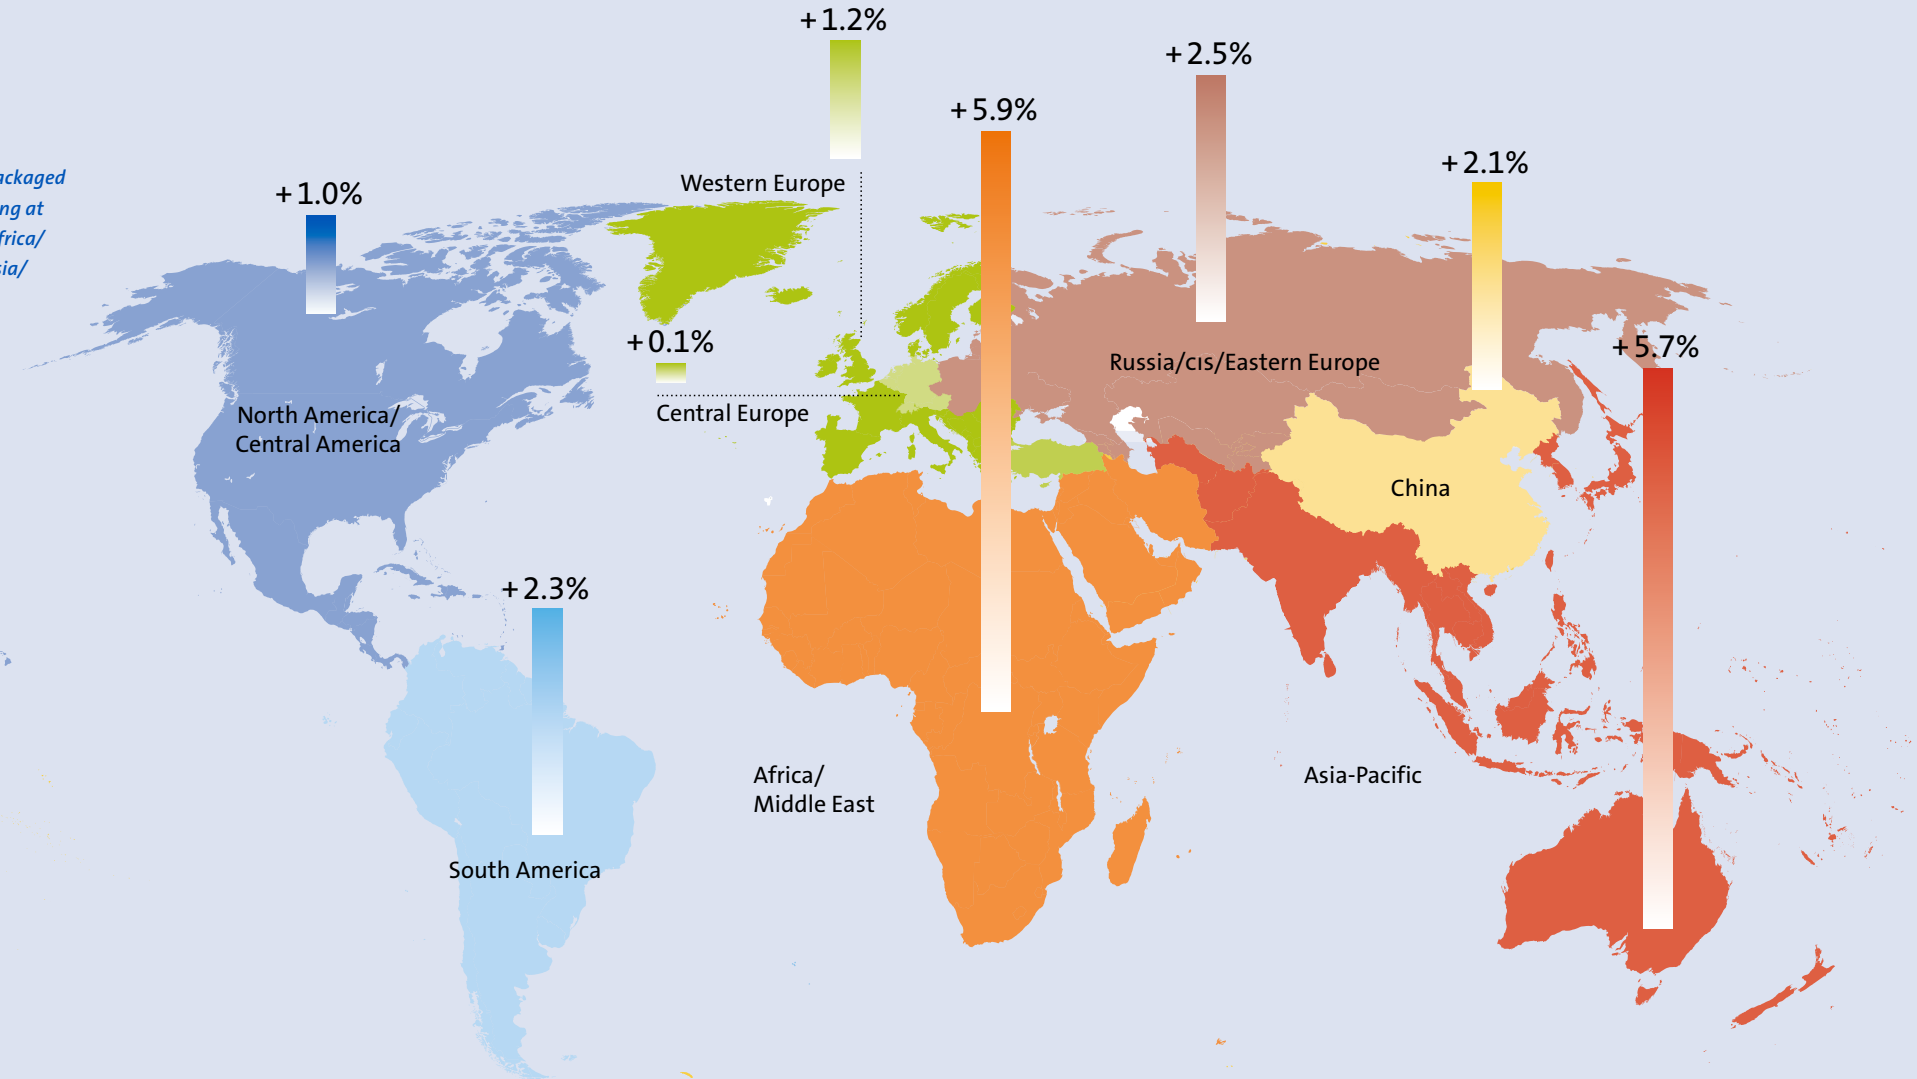 + 1.2%
+ 2.5%
+ 5.9%
+ 2.1%
ackaged
ng at
frica/
sia/
+ 1.0%
Western Europe
+ 0.1%
+ 5.7%
Russia/CIS/Eastern Europe
North America/
Central America
Central Europe
China
+ 2.3%
Africa/
Middle East
Asia-Pacific
South America